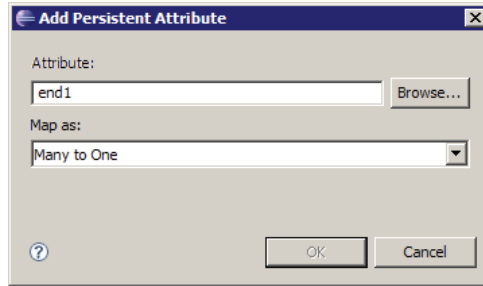 Add Persistent Attribute
Attribute:
end1
Browse...
Map as:
Many to One
?
OK
Cancel